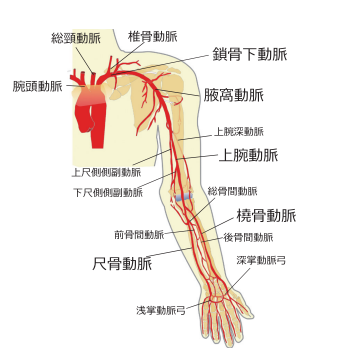 総頸動脈
椎骨動脈
鎖骨下動脈
腕頭動脈
腋窩動脈
上腕深動脈
上腕動脈
上尺側側副動脈
下尺側側副動脈
総骨間動脈
橈骨動脈
前骨間動脈
後骨間動脈
尺骨動脈
深掌動脈弓
浅掌動脈弓